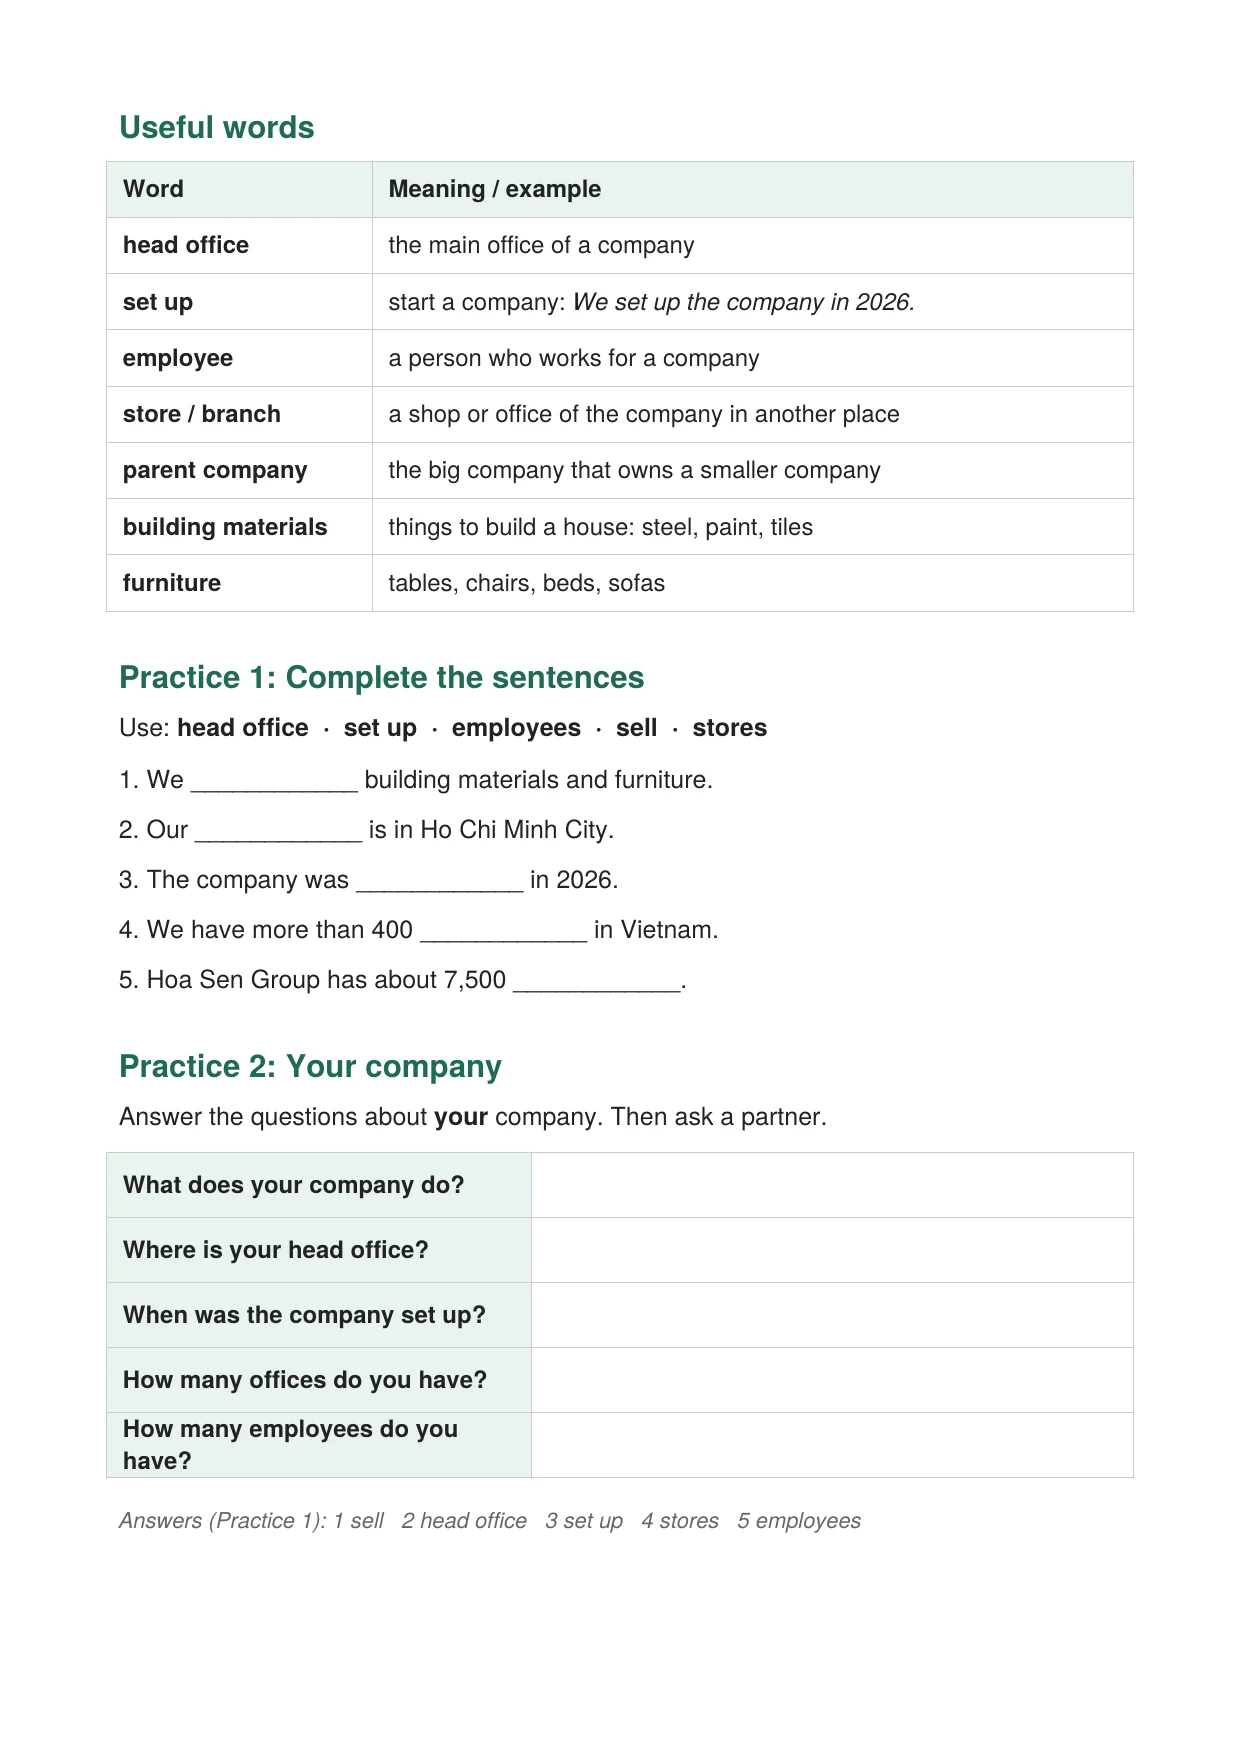 Useful words
Word Meaning / example
head office the main office of a company
set up start a company: We set up the company in 2026.
employee a person who works for a company
store / branch a shop or office of the company in another place
parent company the big company that owns a smaller company
building materials things to build a house: steel, paint, tiles
furniture tables, chairs, beds, sofas
Practice 1: Complete the sentences
Use: head office · set up · employees · sell · stores
1. We ____________ building materials and furniture.
2. Our ____________ is in Ho Chi Minh City.
3. The company was ____________ in 2026.
4. We have more than 400 ____________ in Vietnam.
5. Hoa Sen Group has about 7,500 ____________.
Practice 2: Your company
Answer the questions about your company. Then ask a partner.
What does your company do?
Where is your head office?
When was the company set up?
How many offices do you have?
How many employees do you
have?
Answers (Practice 1): 1 sell 2 head office 3 set up 4 stores 5 employees